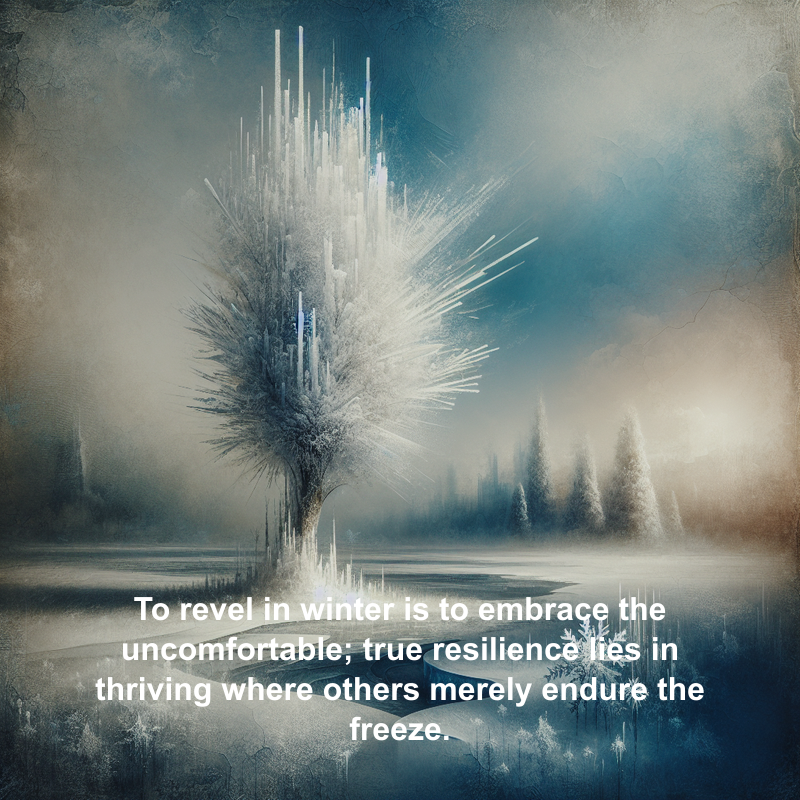 To revel in winter is to embrace the
uncomfortable; true resilience lies in
thriving where others merely endure the
freeze.